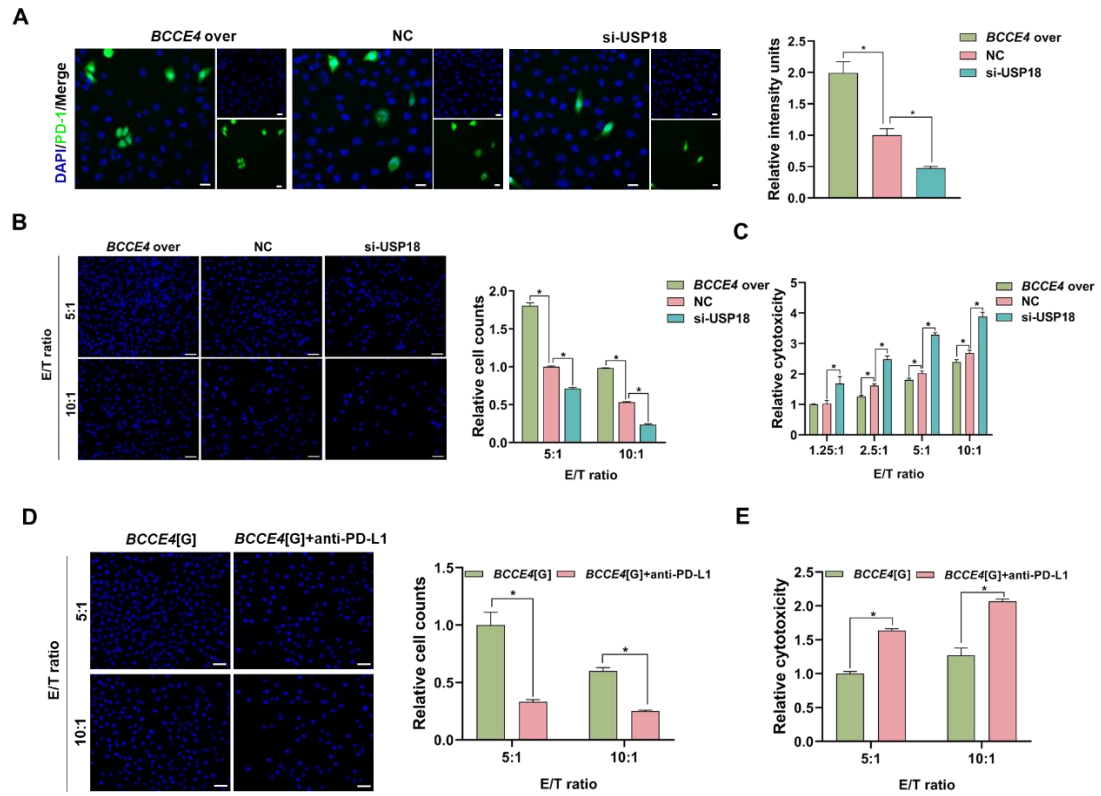 A
BCCE4 over
NC
si-USP18
DAPI/PD-1/Merge
Relative intensity units
2.5
2.0
1.5
1.0
0.5
0.0
*
*
BCCE4 over
NC
si-USP18
B
E/T ratio
BCCE4 over
NC
si-USP18
5:1
10:1
Relative cell counts
2.0
1.5
1.0
0.5
0.0
*
*
*
*
5:1
10:1
E/T ratio
BCCE4 over
NC
si-USP18
C
Relative cytotoxicity
5
4
3
2
1
0
*
*
*
*
*
*
*
1.25:1
2.5:1
5:1
10:1
E/T ratio
BCCE4 over
NC
si-USP18
D
BCCE4[G]
BCCE4[G]+anti-PD-L1
E/T ratio
5:1
10:1
BCCE4[G]
BCCE4[G]+anti-PD-L1
Relative cell counts
1.5
1.0
0.5
0.0
*
*
5:1
10:1
E/T ratio
E
BCCE4[G]
BCCE4[G]+anti-PD-L1
Relative cytotoxicity
2.5
2.0
1.5
1.0
0.5
0.0
*
*
5:1
10:1
E/T ratio